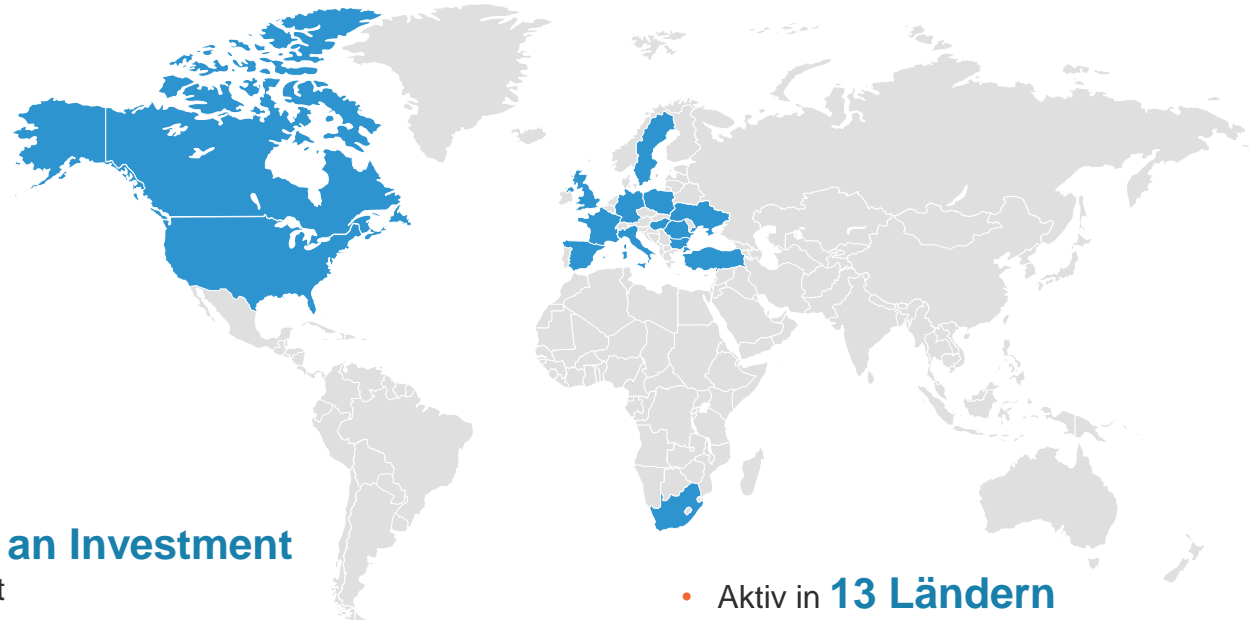 an Investment
t
• Aktiv in 13 Ländern